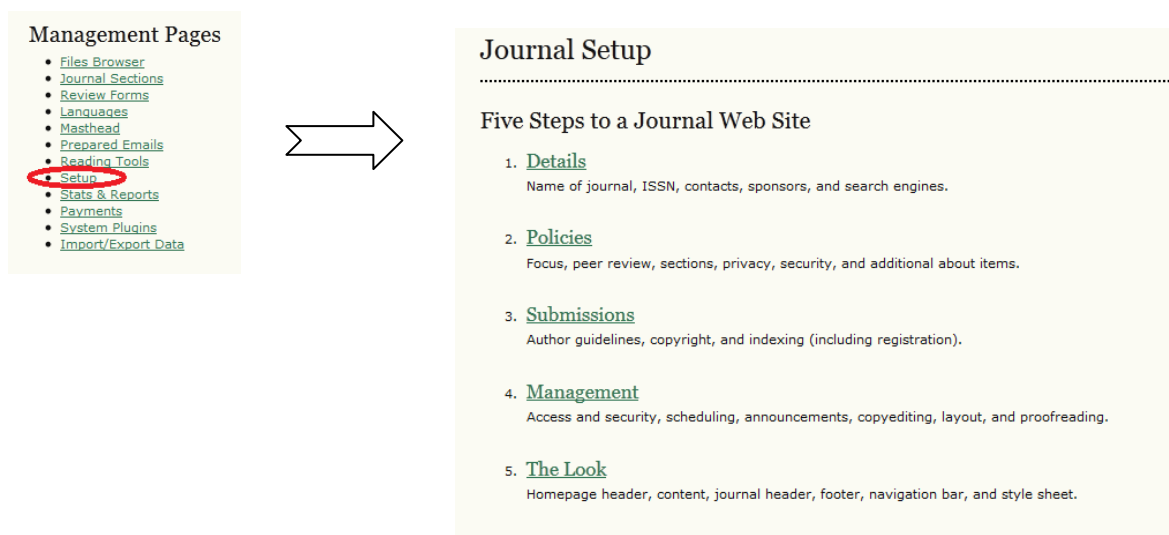 Management Pages
Files Browser
Journal Sections
Review Forms
Languages
Masthead
Prepared Emails
Reading Tools
Setup
Stats & Reports
Payments
System Plugins
Import/Export Data
Journal Setup
Five Steps to a Journal Web Site
1. Details
Name of journal, ISSN, contacts, sponsors, and search engines.
2. Policies
Focus, peer review, sections, privacy, security, and additional about items.
3. Submissions
Author guidelines, copyright, and indexing (including registration).
4. Management
Access and security, scheduling, announcements, copyediting, layout, and proofreading.
5. The Look
Homepage header, content, journal header, footer, navigation bar, and style sheet.